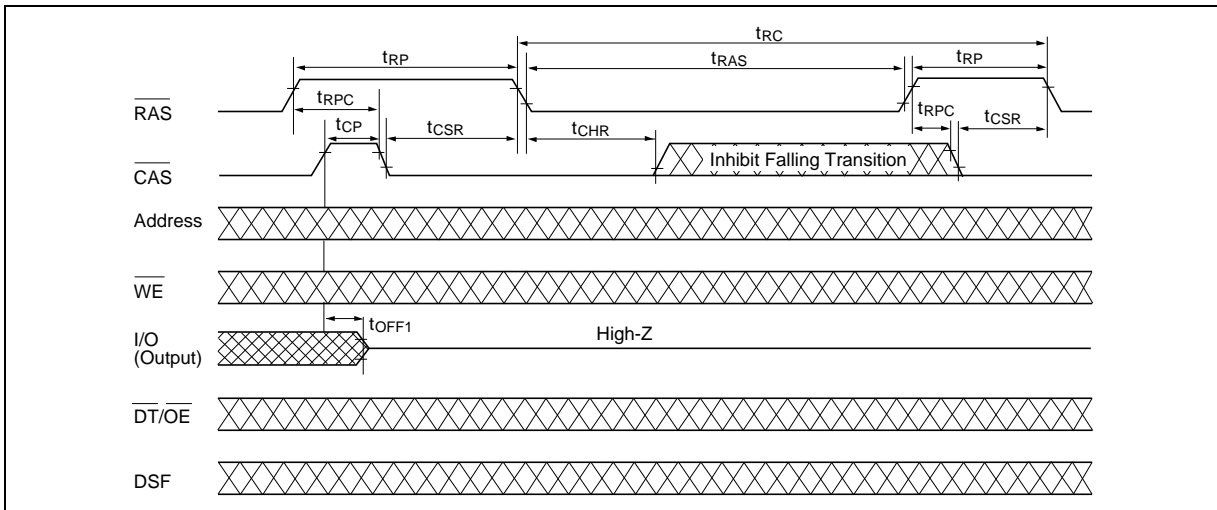 tRC
tRP
tRAS
tRP
RAS
tRPC
tCP
tCSR
tCHR
tRPC
tCSR
CAS
Inhibit Falling Transition
Address
WE
I/O
(Output)
tOFF1
High-Z
DT/OE
DSF